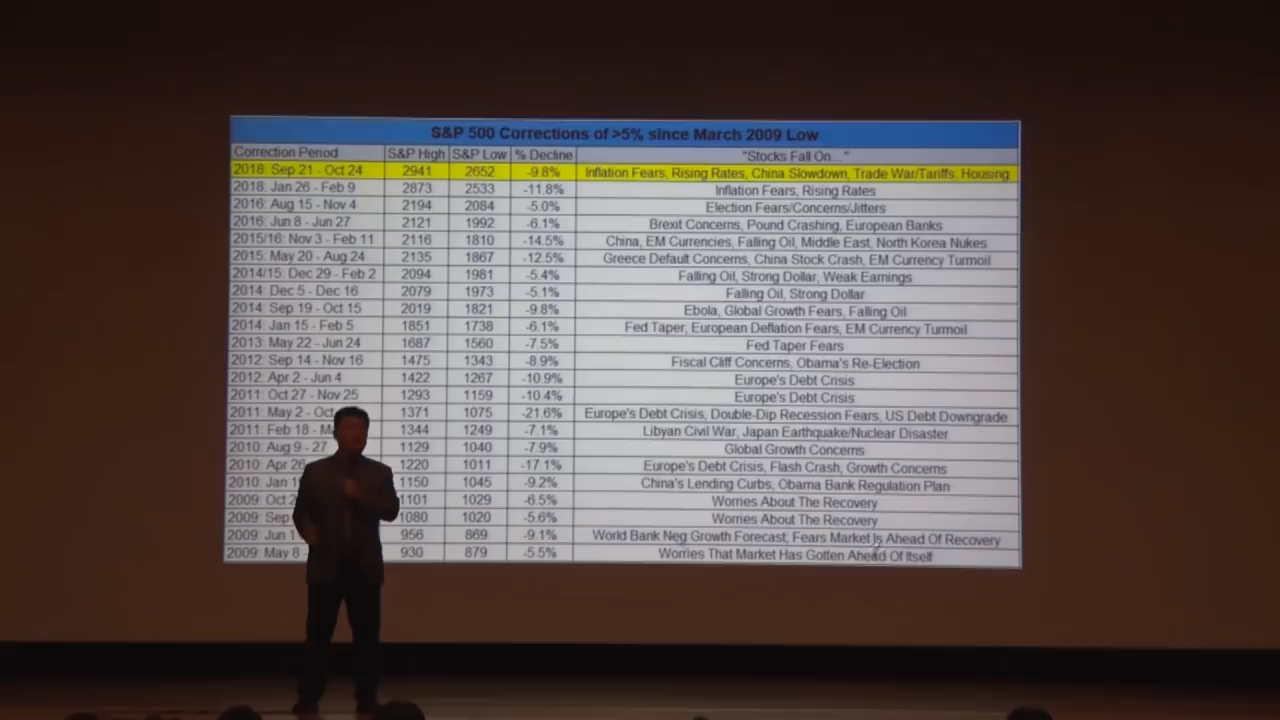 S&P 500 Corrections of >5% since March 2009 Low
Correction Period S&P High S&P Low % Decline "Stocks Fall On..."
2018: Sep 21 - Oct 24 2941 2652 -9.8% Inflation Fears, Rising Rates, China Slowdown, Trade War/Tariffs, Housing
2018: Jan 26 - Feb 9 2873 2533 -11.8% Inflation Fears, Rising Rates
2016: Aug 15 - Nov 4 2194 2084 -5.0% Election Fears/Concerns/Jitters
2016: Jun 8 - Jun 27 2121 1992 -6.1% Brexit Concerns, Pound Crashing, European Banks
2015/16: Nov 3 - Feb 11 2116 1810 -14.5% China, EM Currencies, Falling Oil, Middle East, North Korea Nukes
2015: May 20 - Aug 24 2135 1867 -12.5% Greece Default Concerns, China Stock Crash, EM Currency Turmoil
2014/15: Dec 29 - Feb 2 2094 1981 -5.4% Falling Oil, Strong Dollar, Weak Earnings
2014: Dec 5 - Dec 16 2079 1973 -5.1% Falling Oil, Strong Dollar
2014: Sep 19 - Oct 15 2019 1821 -9.8% Ebola, Global Growth Fears, Falling Oil
2014: Jan 15 - Feb 5 1851 1738 -6.1% Fed Taper, European Deflation Fears, EM Currency Turmoil
2013: May 22 - Jun 24 1687 1560 -7.5% Fed Taper Fears
2012: Sep 14 - Nov 16 1475 1343 -8.9% Fiscal Cliff Concerns, Obama's Re-Election
2012: Apr 2 - Jun 4 1422 1267 -10.9% Europe's Debt Crisis
2011: Oct 27 - Nov 25 1293 1159 -10.4% Europe's Debt Crisis
2011: May 2 - Oct 1371 1075 -21.6% Europe's Debt Crisis, Double-Dip Recession Fears, US Debt Downgrade
2011: Feb 18 - 1344 1249 -7.1% Libyan Civil War, Japan Earthquake/Nuclear Disaster
2010: Aug 9 - 27 1129 1040 -7.9% Global Growth Concerns
2010: Apr 26 1220 1011 -17.1% Europe's Debt Crisis, Flash Crash, Growth Concerns
2010: Jan 1150 1045 -9.2% China's Lending Curbs, Obama Bank Regulation Plan
2009: Oct 1101 1029 -6.5% Worries About The Recovery
2009: Sep 1080 1020 -5.6% Worries About The Recovery
2009: Jun 956 869 -9.1% World Bank Neg Growth Forecast, Fears Market Is Ahead Of Recovery
2009: May 8 - 930 879 -5.5% Worries That Market Has Gotten Ahead Of Itself